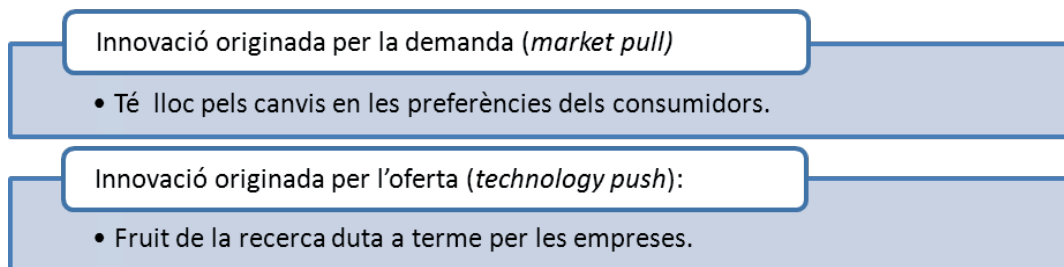 Innovació originada per la demanda (market pull)
• Té lloc pels canvis en les preferències dels consumidors.
Innovació originada per l’oferta (technology push):
• Fruit de la recerca duta a terme per les empreses.